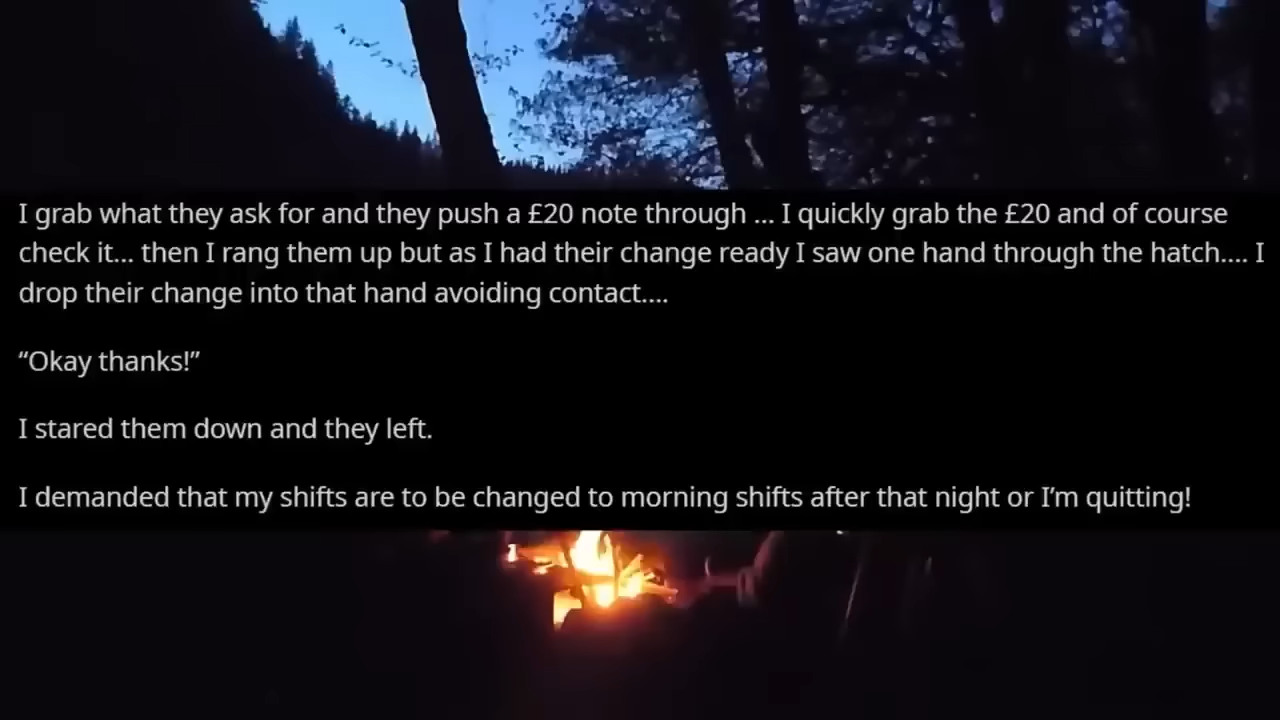 I grab what they ask for and they push a £20 note through ... I quickly grab the £20 and of course
check it... then I rang them up but as I had their change ready I saw one hand through the hatch.... I
drop their change into that hand avoiding contact....
“Okay thanks!”
I stared them down and they left.
I demanded that my shifts are to be changed to morning shifts after that night or I’m quitting!